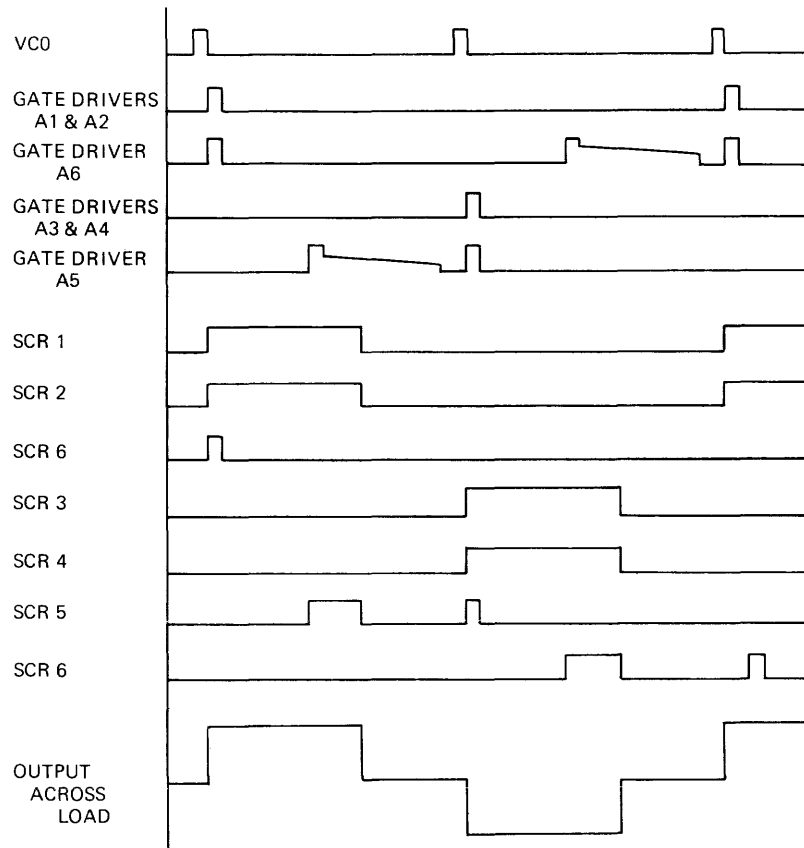 VCO
GATE DRIVERS
A1 & A2
GATE DRIVER
A6
GATE DRIVERS
A3 & A4
GATE DRIVER
A5
SCR 1
SCR 2
SCR 6
SCR 3
SCR 4
SCR 5
SCR 6
OUTPUT
ACROSS
LOAD